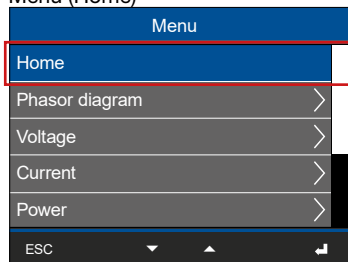 Menu (Home)
Menu
Home
Phasor diagram
Voltage
Current
Power
ESC